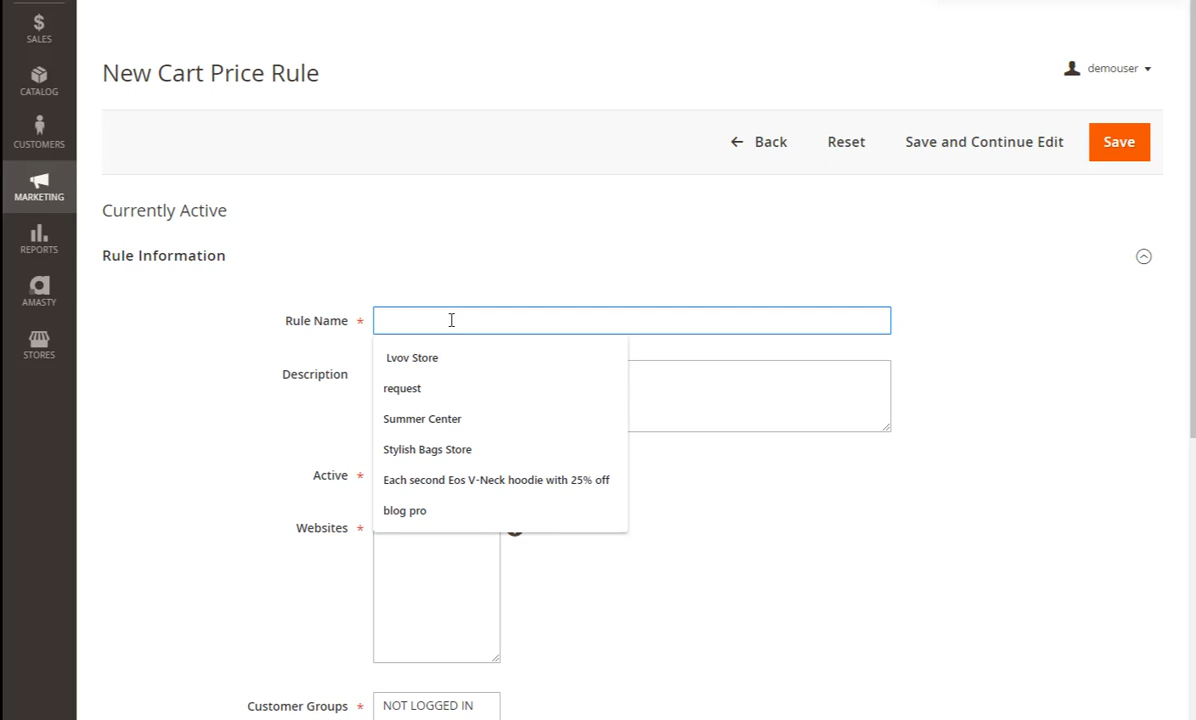 SALES
CATALOG
CUSTOMERS
MARKETING
REPORTS
AMASTY
STORES
New Cart Price Rule
demouser
Back
Reset
Save and Continue Edit
Save
Currently Active
Rule Information
Rule Name *
Lvov Store
request
Summer Center
Stylish Bags Store
Each second Eos V-Neck hoodie with 25% off
blog pro
Description
Active *
Websites *
Customer Groups *
NOT LOGGED IN